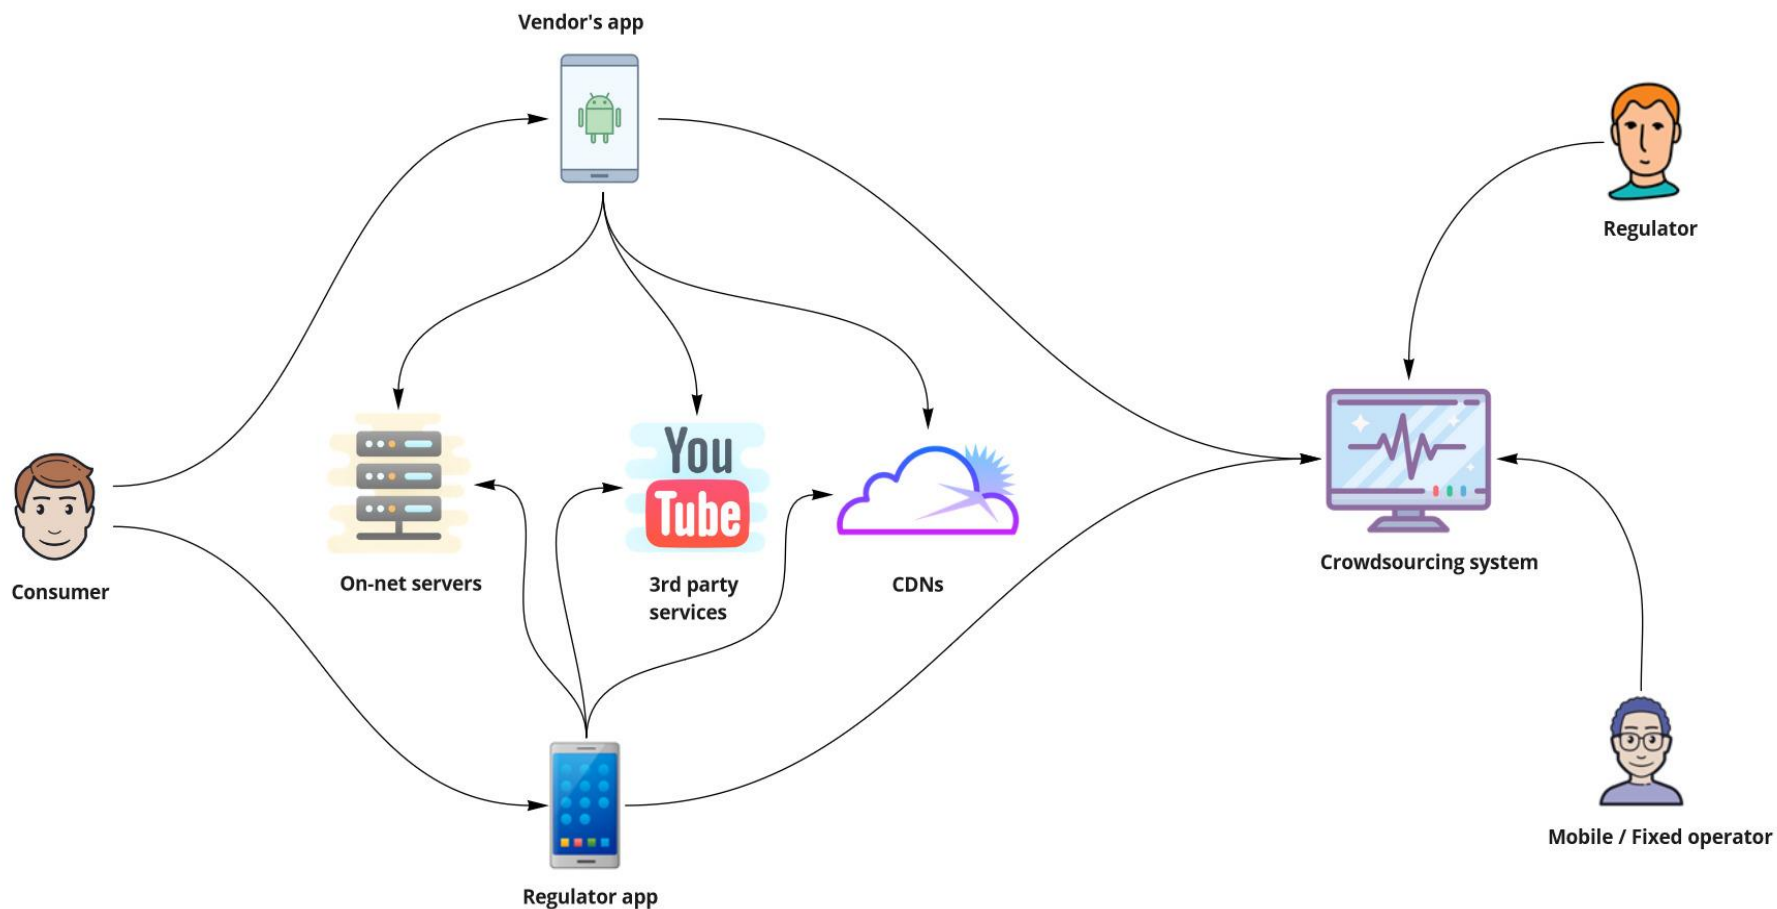 Vendor's app
Regulator
You
Tube
Consumer
On-net servers
3rd party
services
CDNs
Crowdsourcing system
Mobile / Fixed operator
Regulator app